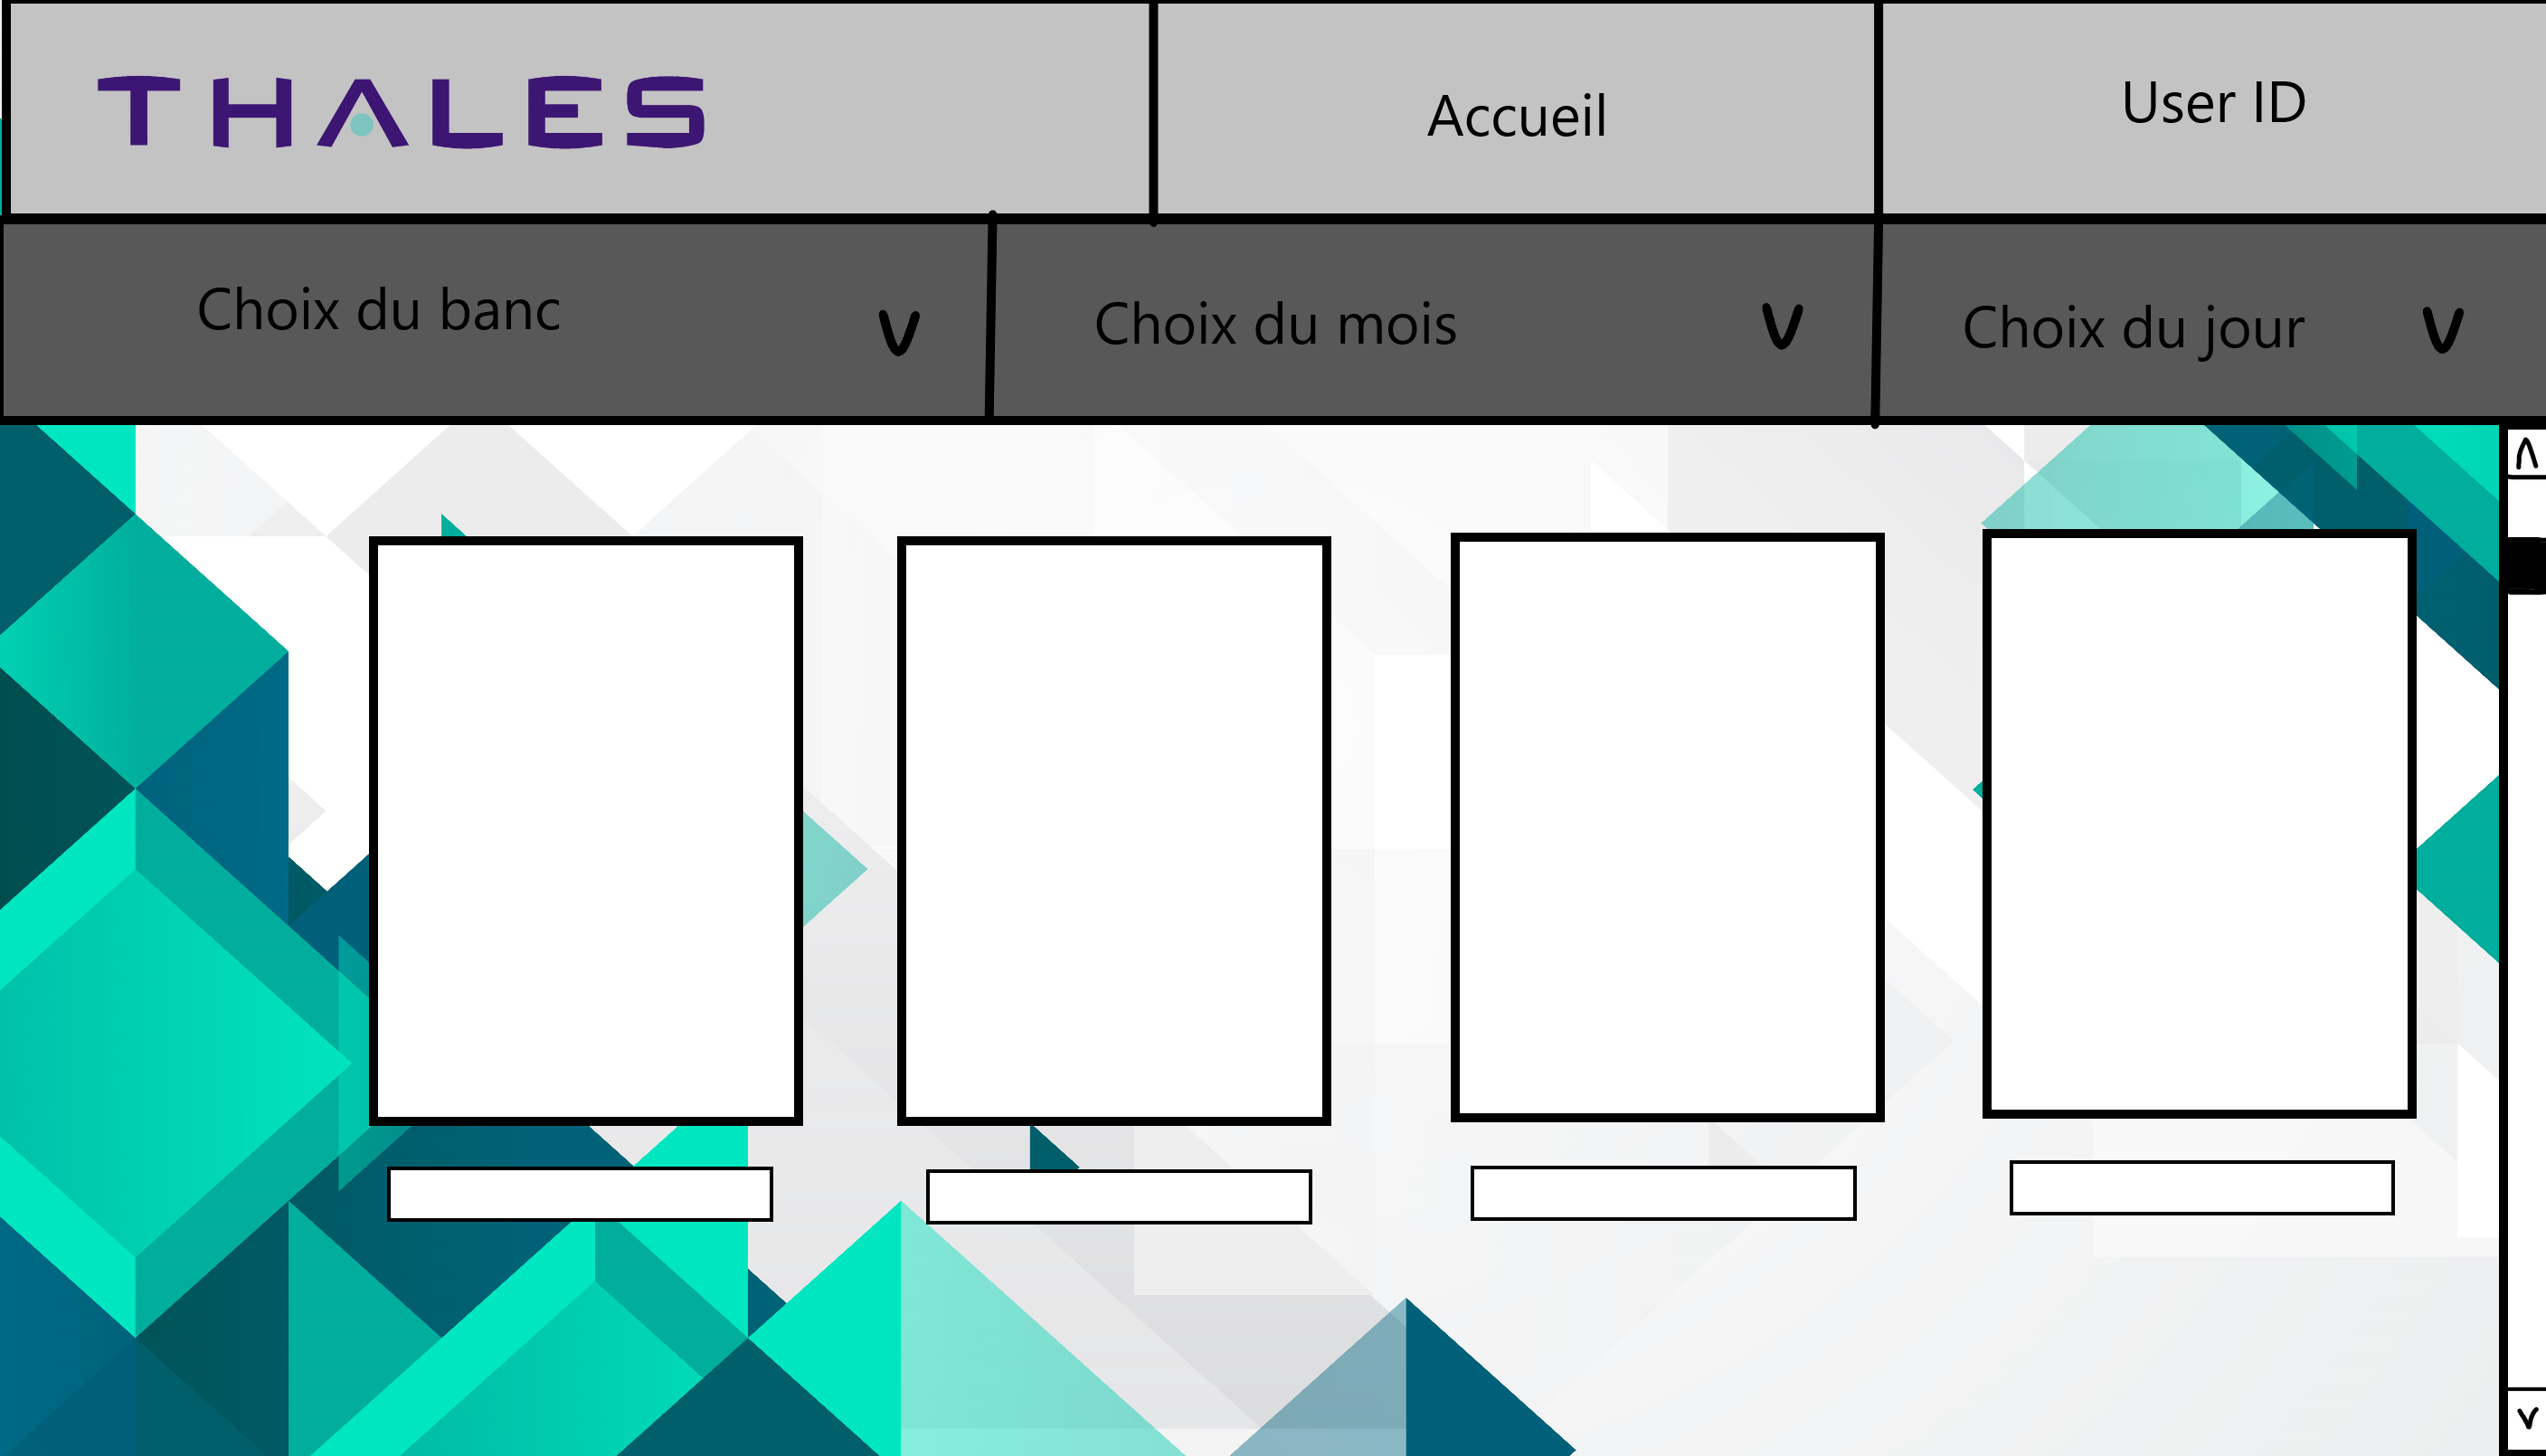 THALES
Accueil
User ID
Choix du banc
Choix du mois
Choix du jour